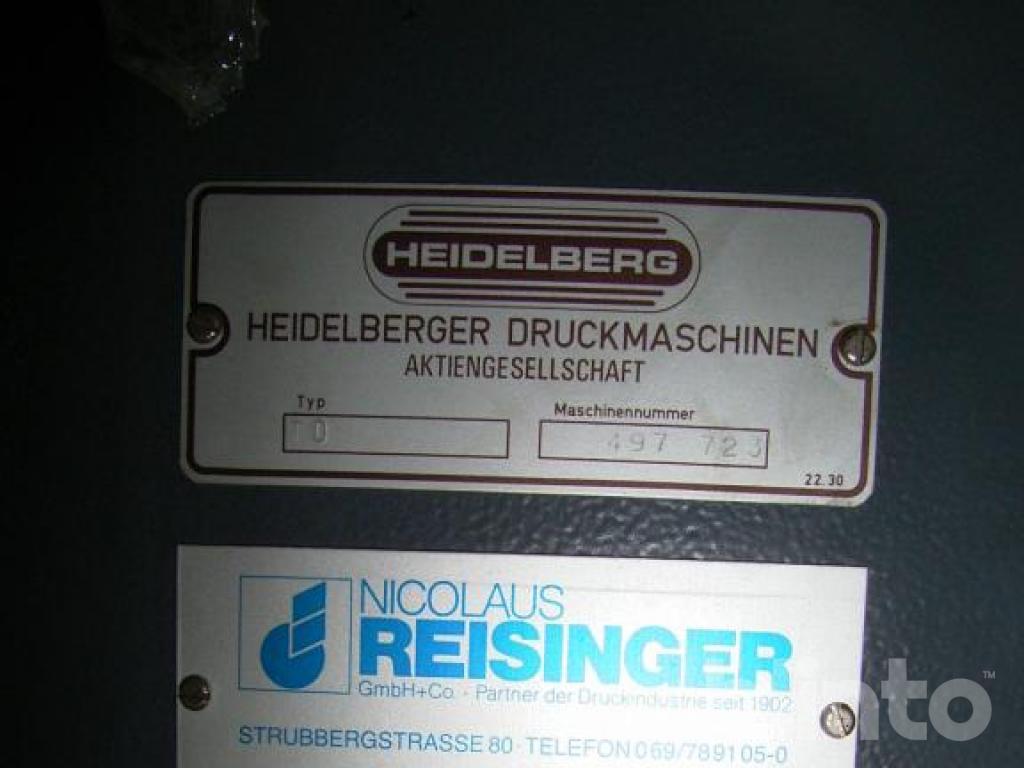 HEIDELBERG
HEIDELBERGER DRUCKMASCHINEN
AKTIENGESELLSCHAFT
Typ
TO
Maschinennummer
497 723
22.30
NICOLAUS
REISINGER
GmbH+Co. · Partner der Druckindustrie seit 1902
STRUBBERGSTRASSE 80 · TELEFON 069/789105-0